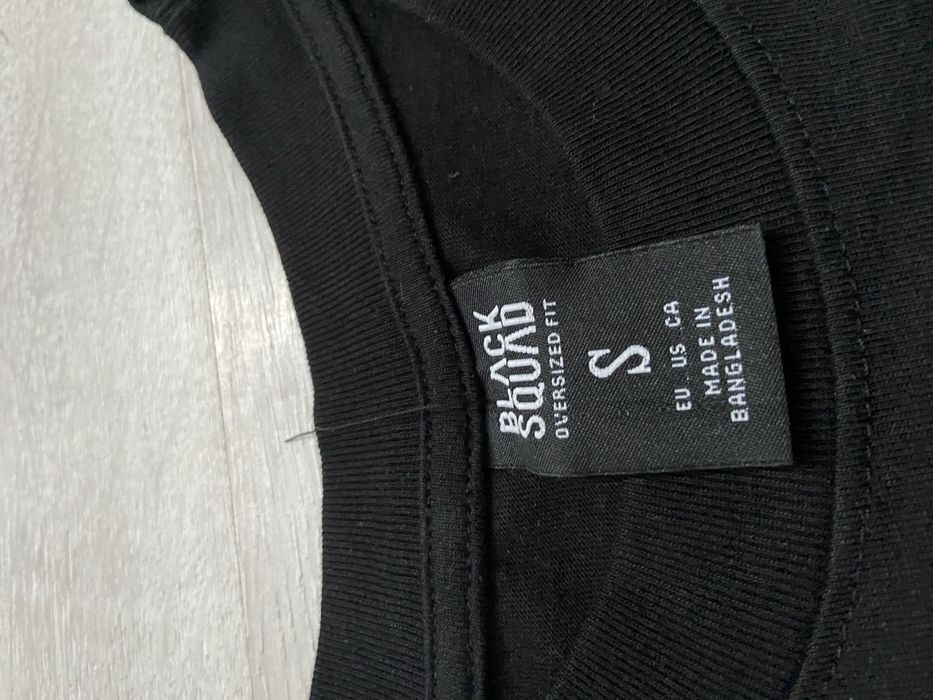 BLACK
SQUAD
OVERSIZED FIT
S
EU US CA
MADE IN
BANGLADESH